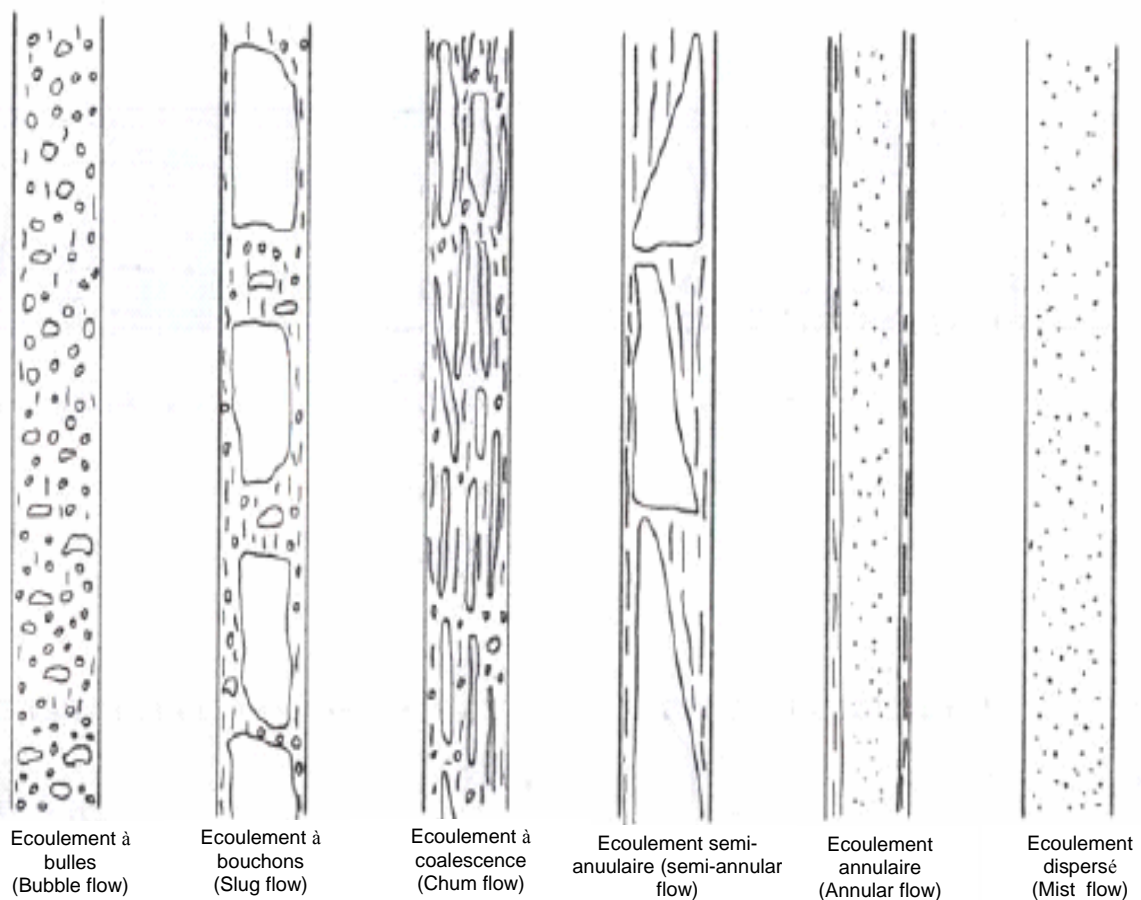 Ecoulement à
bulles
(Bubble flow)
Ecoulement à
bouchons
(Slug flow)
Ecoulement à
coalescence
(Chum flow)
Ecoulement semi-
anuulaire (semi-annular
flow)
Ecoulement
annulaire
(Annular flow)
Ecoulement
dispersé
(Mist flow)